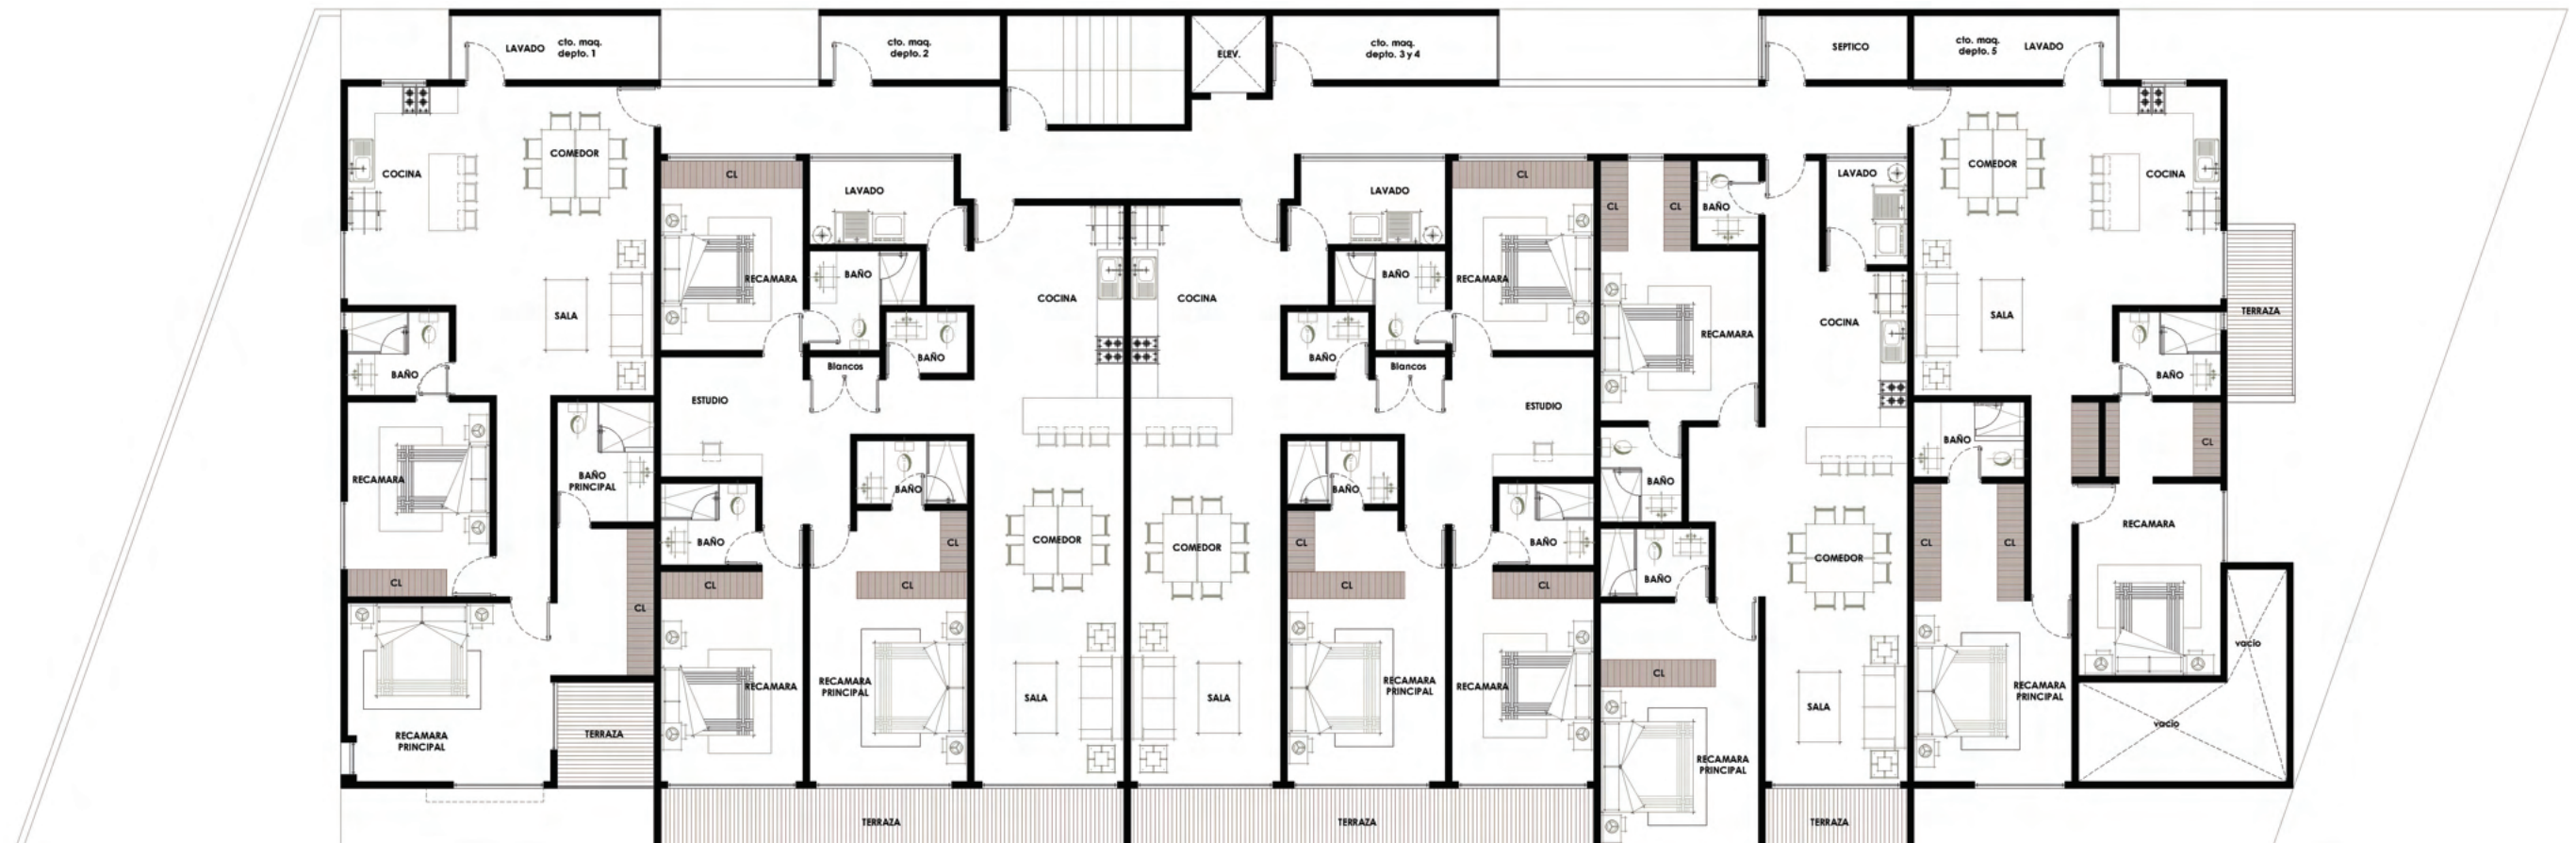 LAVADO
cto. maq.
depto. 1
cto. maq.
depto. 2
ELEV.
cto. maq.
depto. 3 y 4
SEPTICO
cto. maq.
depto. 5
LAVADO
COCINA
COMEDOR
SALA
BAÑO
RECAMARA
CL
BAÑO
PRINCIPAL
CL
RECAMARA
PRINCIPAL
TERRAZA
CL
LAVADO
RECAMARA
BAÑO
BAÑO
Blancos
ESTUDIO
BAÑO
BAÑO
CL
CL
CL
RECAMARA
RECAMARA
PRINCIPAL
COCINA
COMEDOR
SALA
TERRAZA
COCINA
COMEDOR
SALA
LAVADO
CL
BAÑO
RECAMARA
BAÑO
Blancos
ESTUDIO
BAÑO
BAÑO
CL
CL
CL
RECAMARA
PRINCIPAL
RECAMARA
TERRAZA
CL
CL
BAÑO
LAVADO
RECAMARA
COCINA
BAÑO
BAÑO
COMEDOR
CL
SALA
RECAMARA
PRINCIPAL
TERRAZA
COMEDOR
COCINA
SALA
TERRAZA
BAÑO
BAÑO
CL
CL
CL
RECAMARA
RECAMARA
PRINCIPAL
vacio
vacio